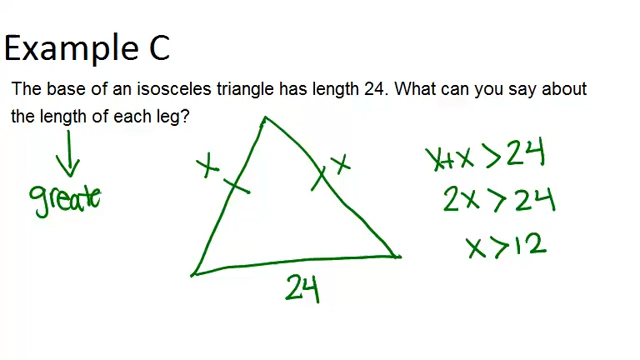 Example C
The base of an isosceles triangle has length 24. What can you say about
the length of each leg?
greate
x
x
24
x+x >24
2x > 24
x >12